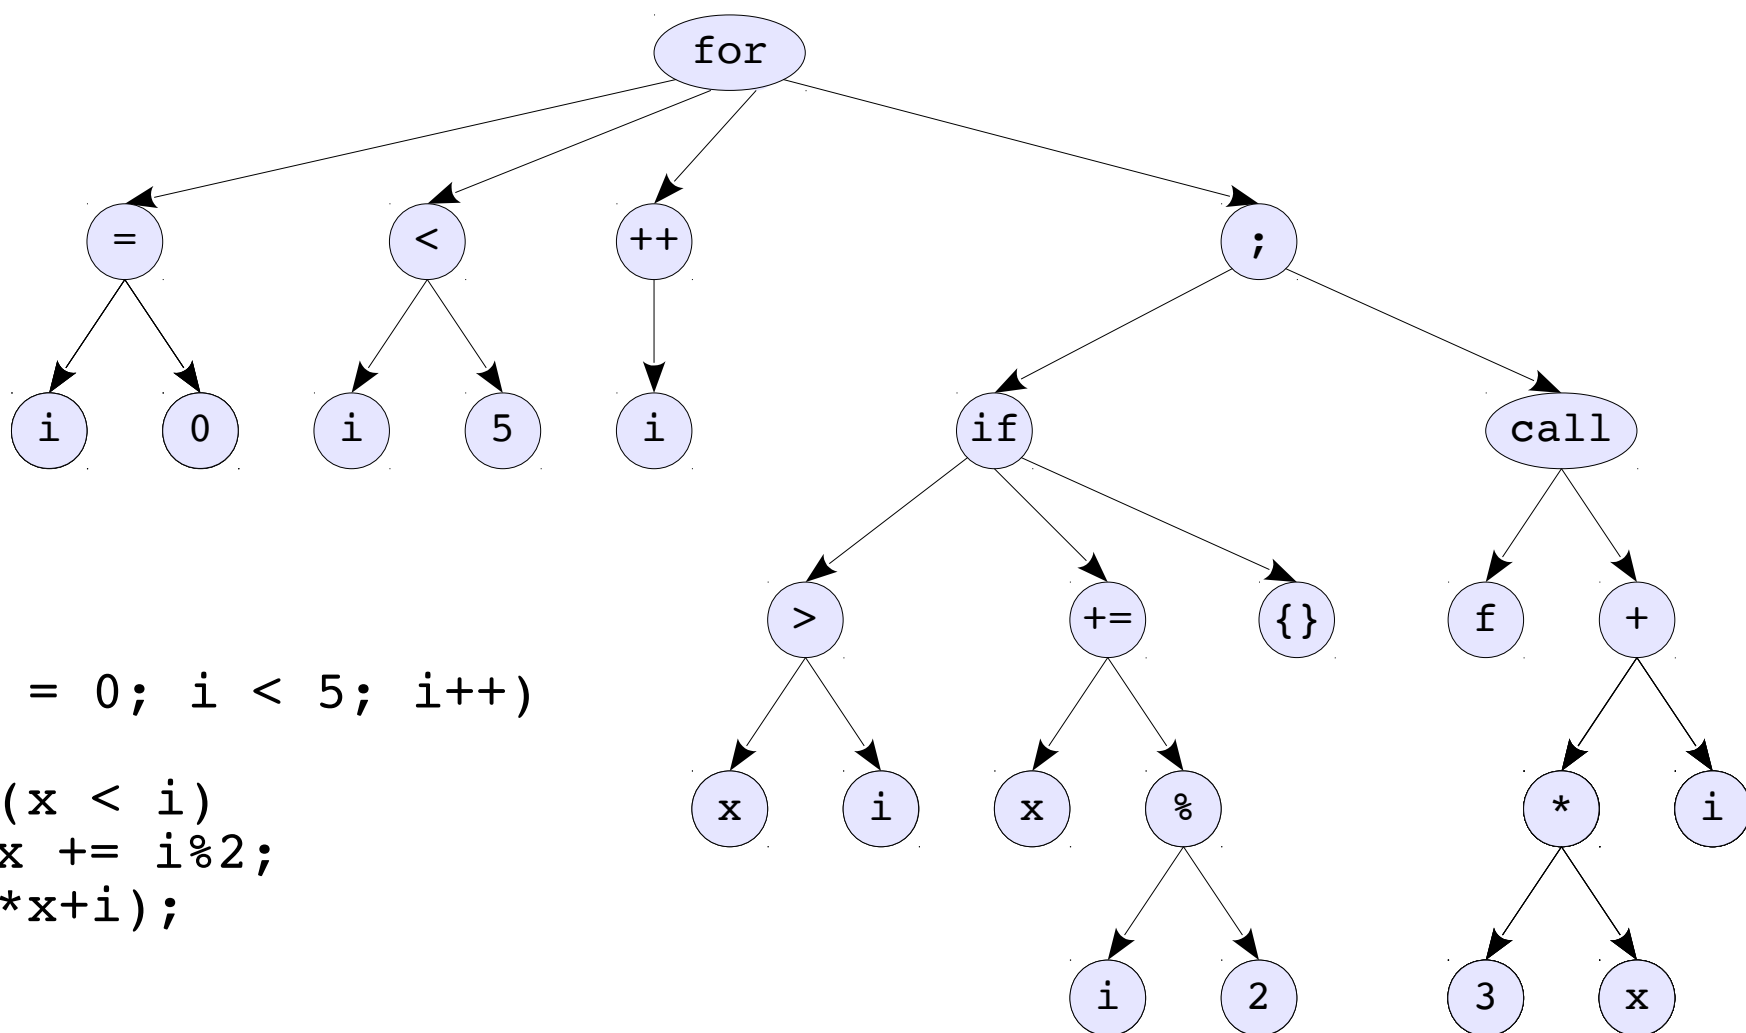 for
= < ++ ;
i 0 i 5 i if call
> += {} f +
= 0; i < 5; i++)
(x < i)
x i x % * i
x += i%2;
*x+i);
i 2 3 x